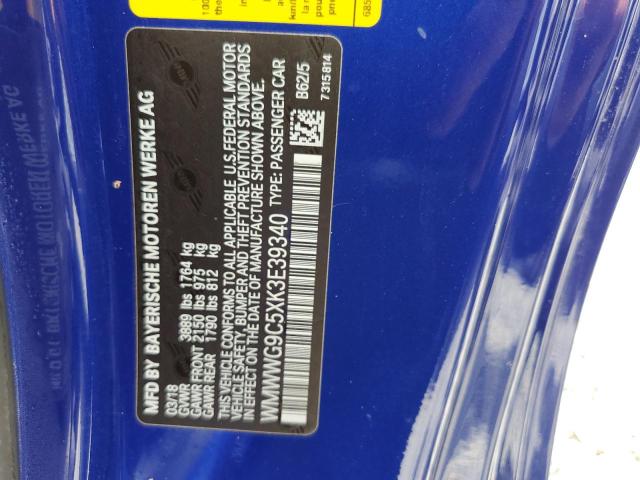 MFD BY BAYERISCHE MOTOREN WERKE AG
03/18
GVWR 3889 lbs 1764 kg
GAWR FRONT 2150 lbs 975 kg
GAWR REAR 1790 lbs 812 kg
THIS VEHICLE CONFORMS TO ALL APPLICABLE U.S. FEDERAL MOTOR
VEHICLE SAFETY, BUMPER AND THEFT PREVENTION STANDARDS
IN EFFECT ON THE DATE OF MANUFACTURE SHOWN ABOVE.
WMWWG9C5XK3E39340 TYPE: PASSENGER CAR
B62/5
7315814